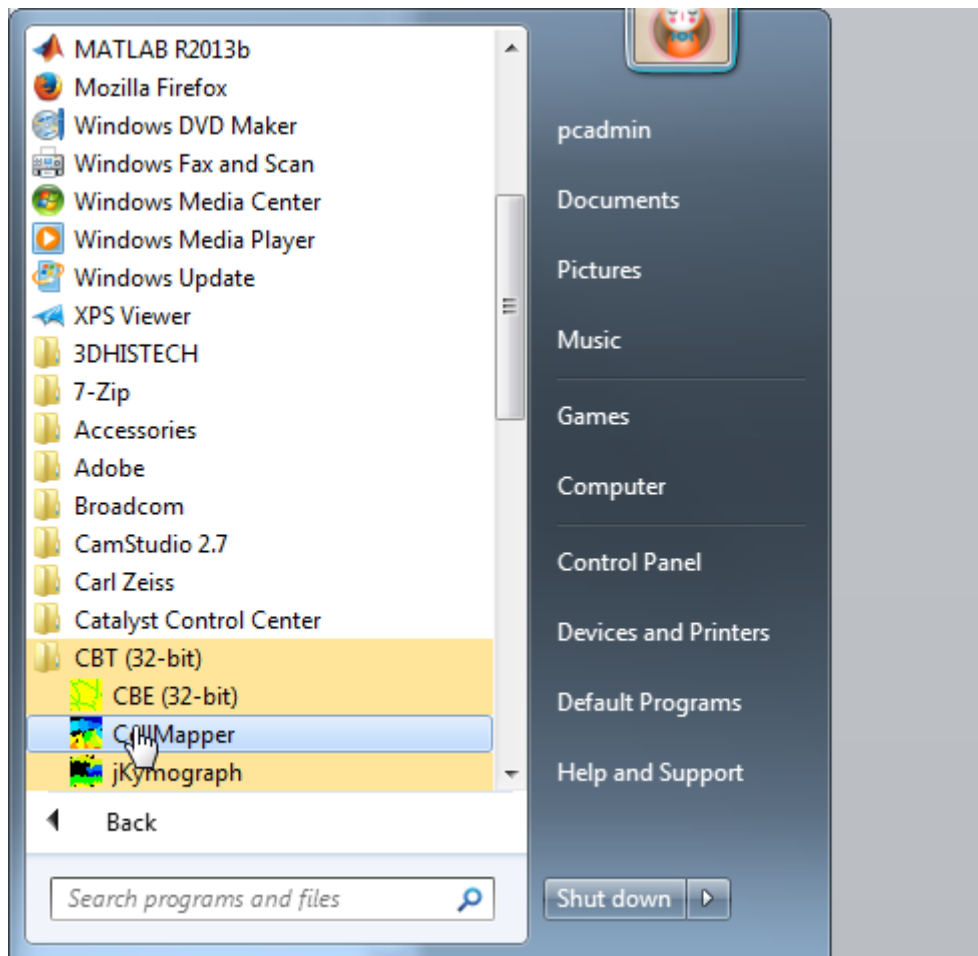 MATLAB R2013b
Mozilla Firefox
Windows DVD Maker
Windows Fax and Scan
Windows Media Center
Windows Media Player
Windows Update
XPS Viewer
3DHISTECH
7-Zip
Accessories
Adobe
Broadcom
CamStudio 2.7
Carl Zeiss
Catalyst Control Center
CBT (32-bit)
CBE (32-bit)
CellMapper
jKymograph
Back
Search programs and files
pcadmin
Documents
Pictures
Music
Games
Computer
Control Panel
Devices and Printers
Default Programs
Help and Support
Shut down